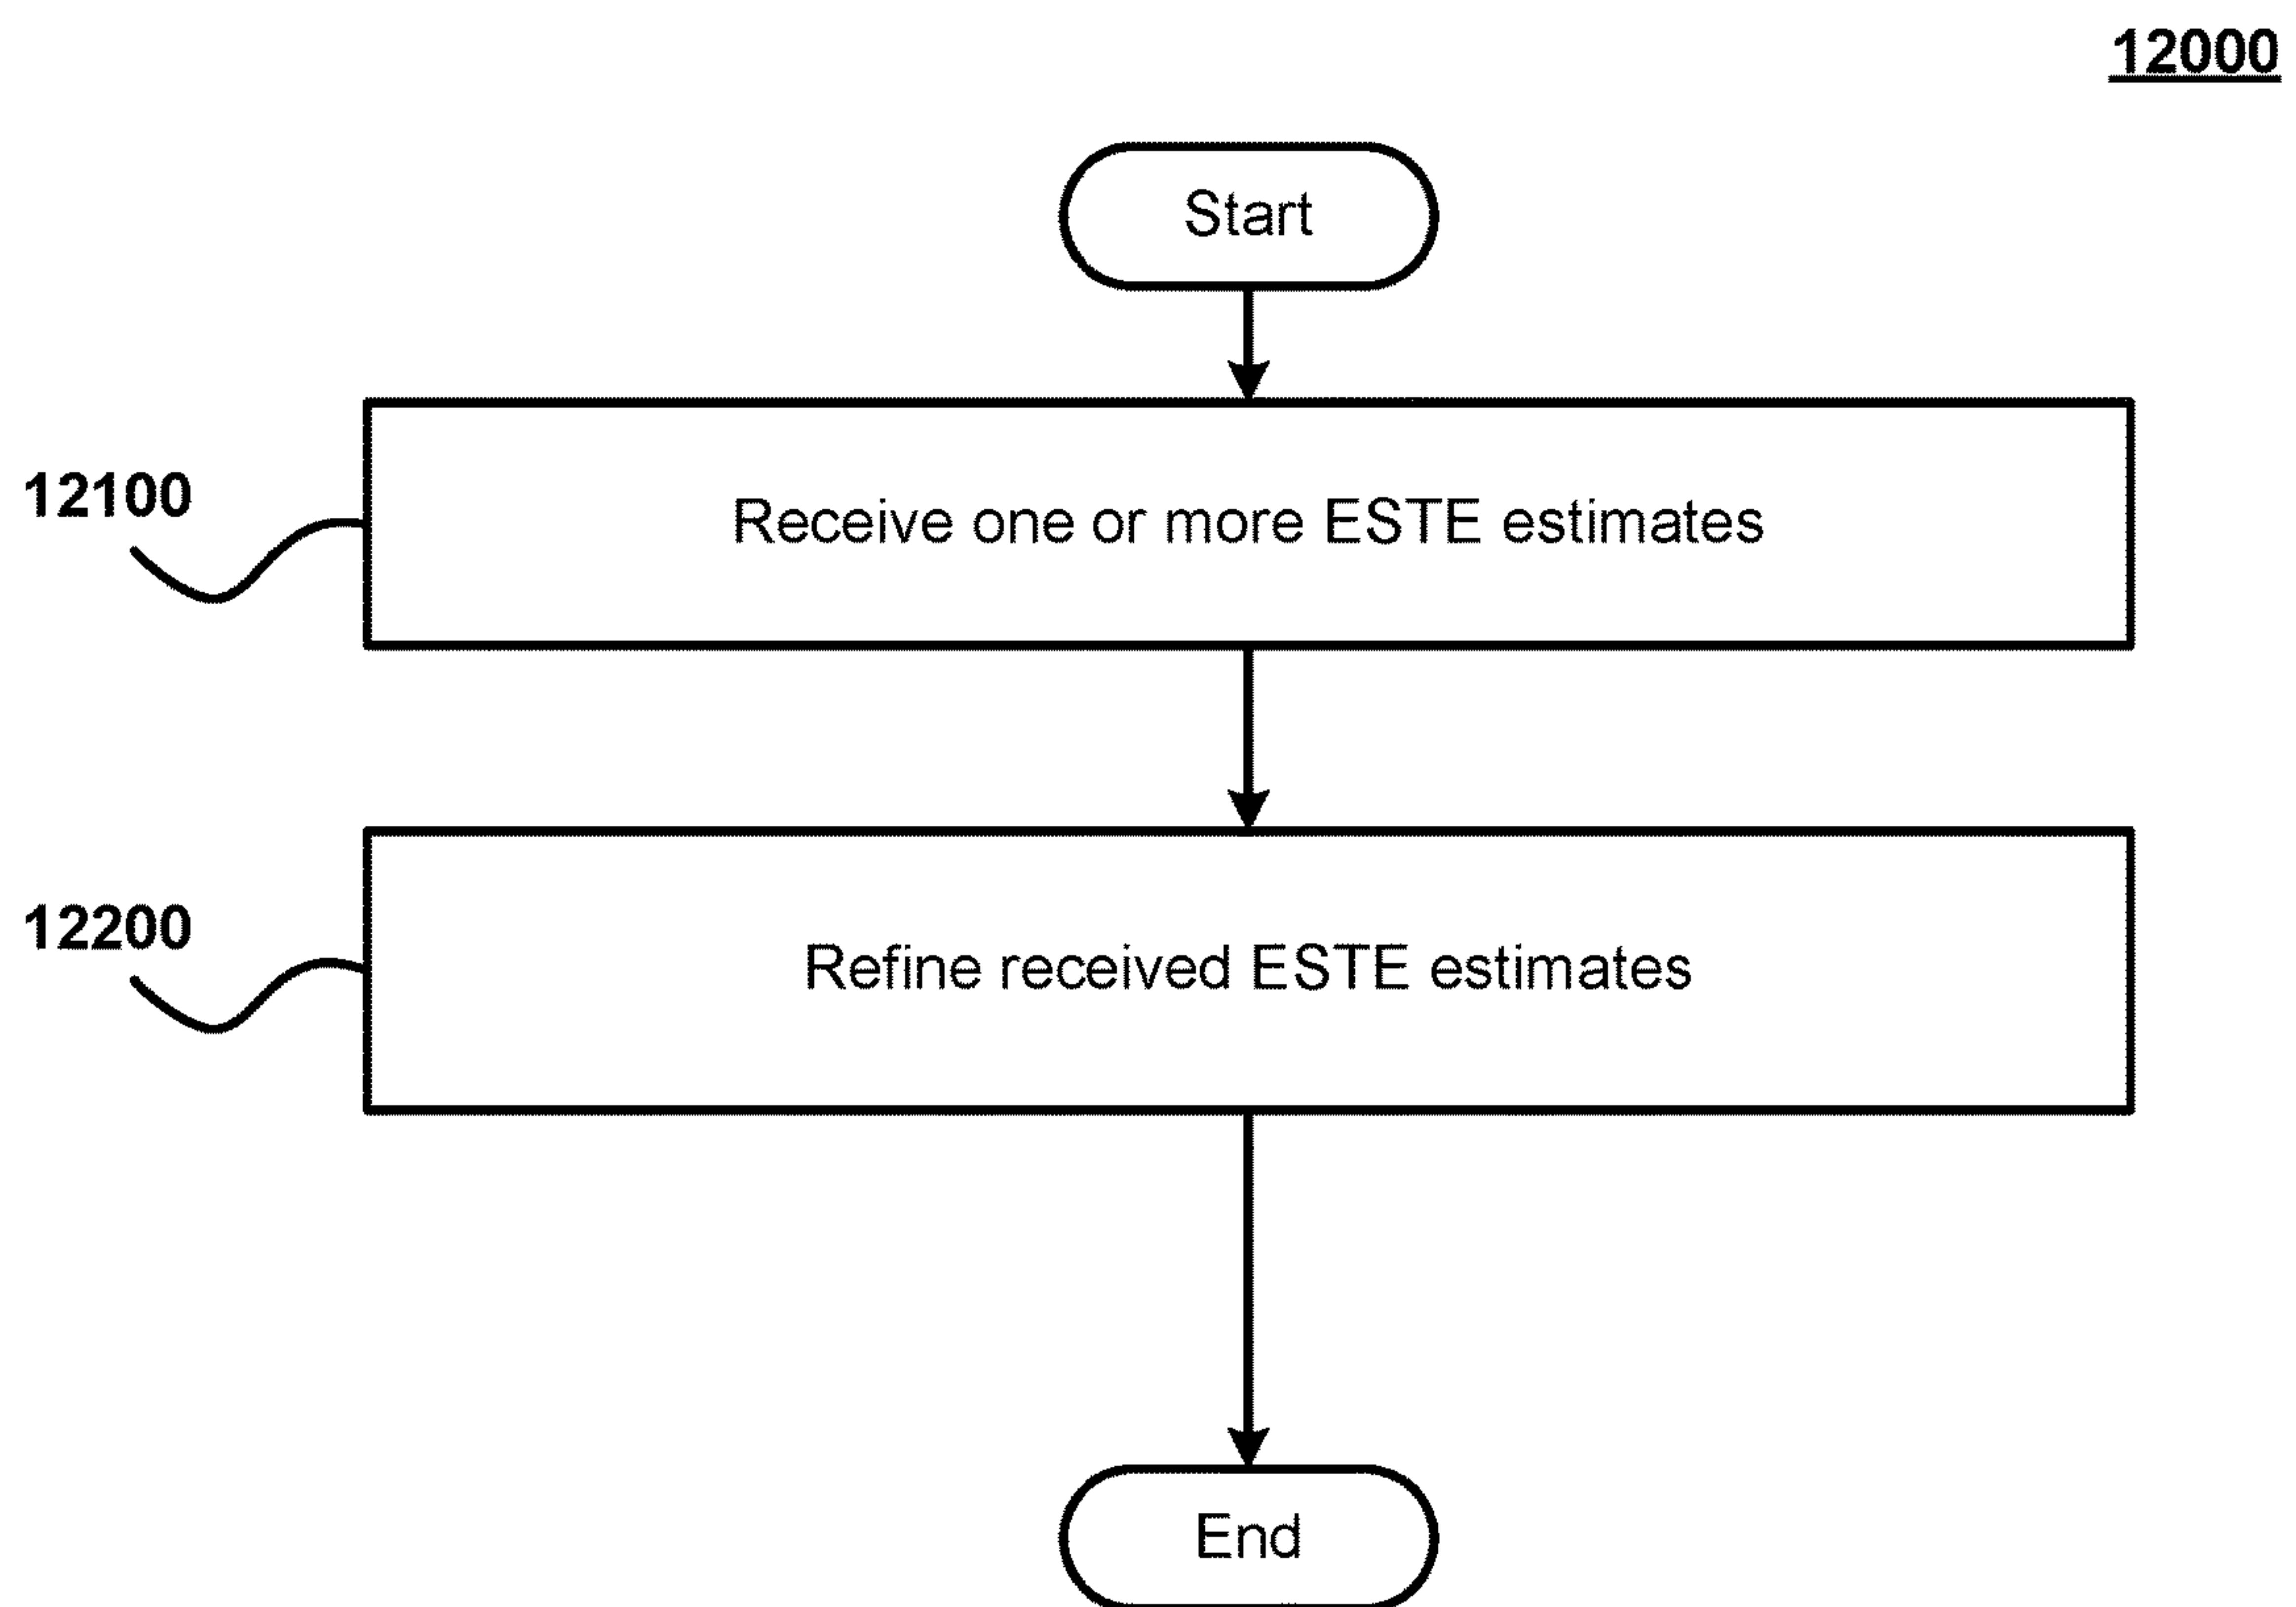 12000
Start
12100
Receive one or more ESTE estimates
12200
Refine received ESTE estimates
End